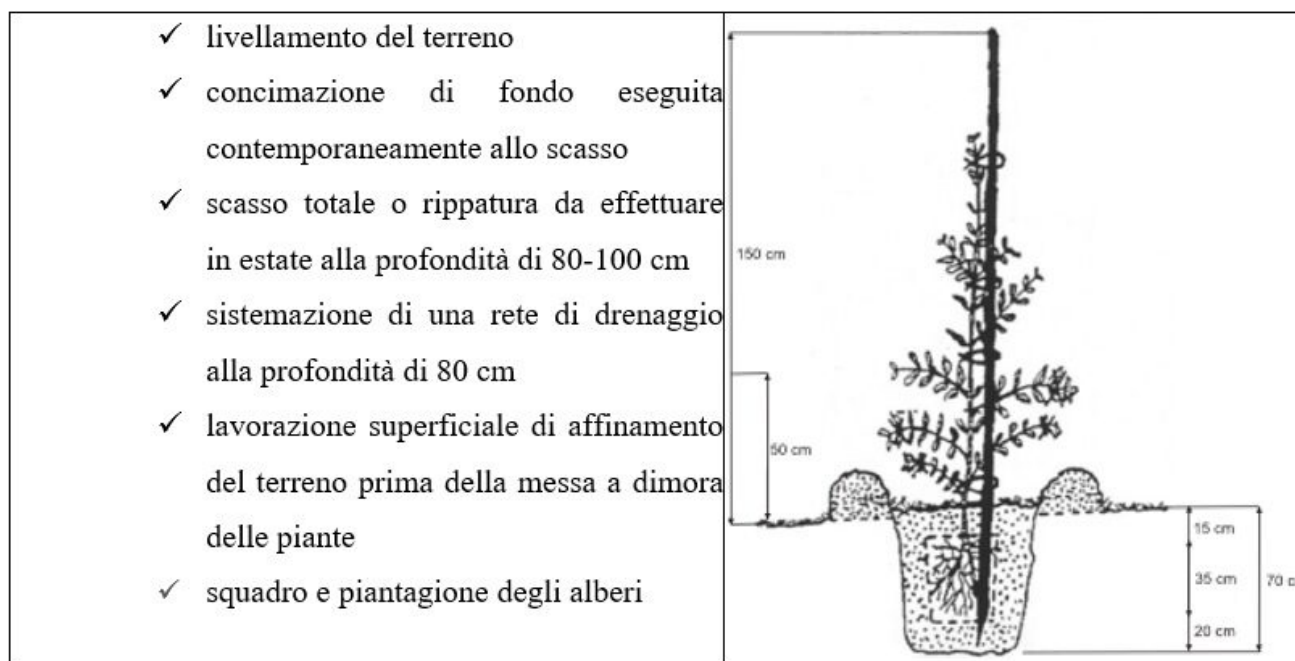 ✓ livellamento del terreno
✓ concimazione di fondo eseguita
contemporaneamente allo scasso
✓ scasso totale o rippatura da effettuare
in estate alla profondità di 80-100 cm
✓ sistemazione di una rete di drenaggio
alla profondità di 80 cm
✓ lavorazione superficiale di affinamento
del terreno prima della messa a dimora
delle piante
✓ squadro e piantagione degli alberi
150 cm
50 cm
15 cm
35 cm
70 c
20 cm